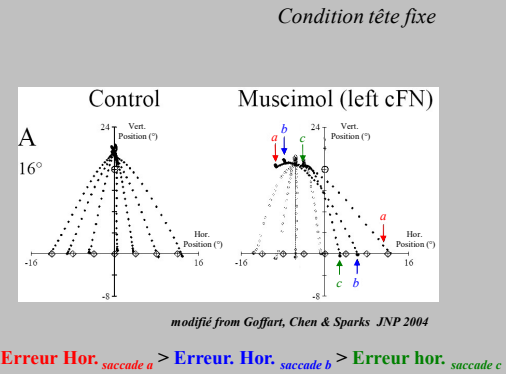 Condition tête fixe
Control
Muscimol (left cFN)
A
16°
24
Vert.
Position (°)
Hor.
Position (°)
-16
16
-8
a
b
c
24
Vert.
Position (°)
a
Hor.
Position (°)
-16
16
c
b
-8
modifié from Goffart, Chen & Sparks JNP 2004
Erreur Hor. saccade a > Erreur. Hor. saccade b > Erreur hor. saccade c